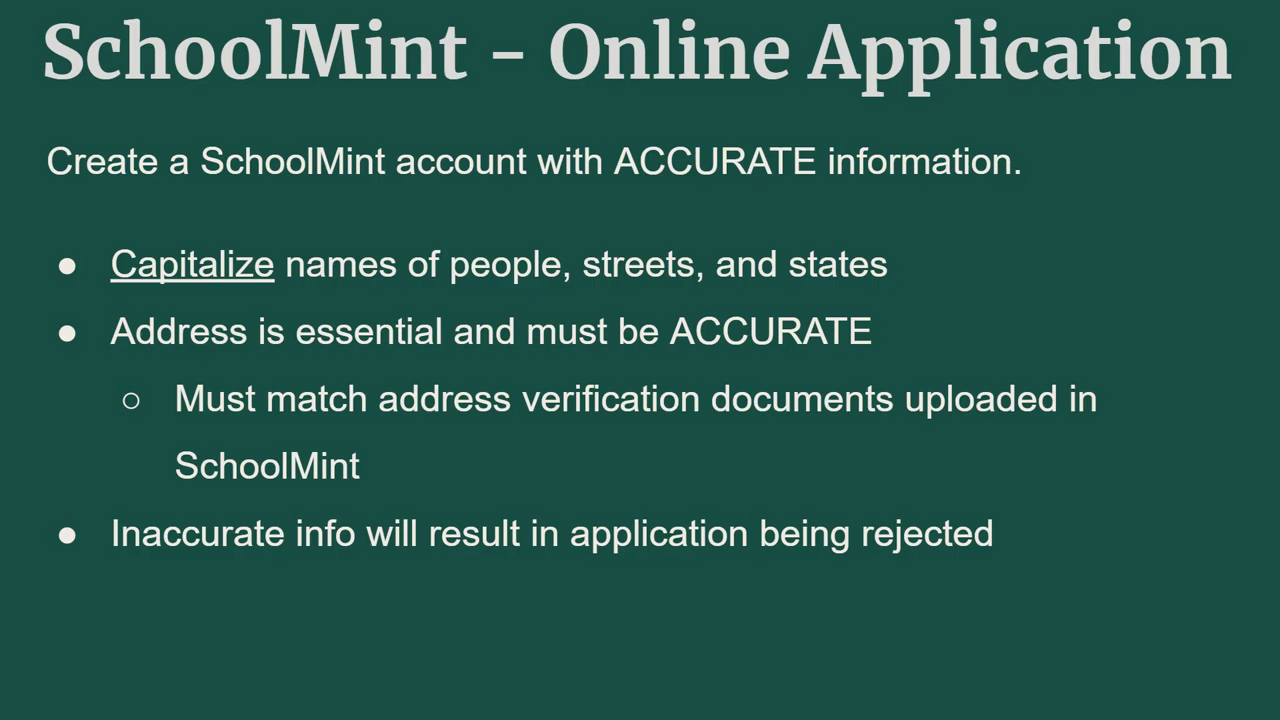 SchoolMint - Online Application
Create a SchoolMint account with ACCURATE information.
● Capitalize names of people, streets, and states
● Address is essential and must be ACCURATE
○ Must match address verification documents uploaded in
SchoolMint
● Inaccurate info will result in application being rejected